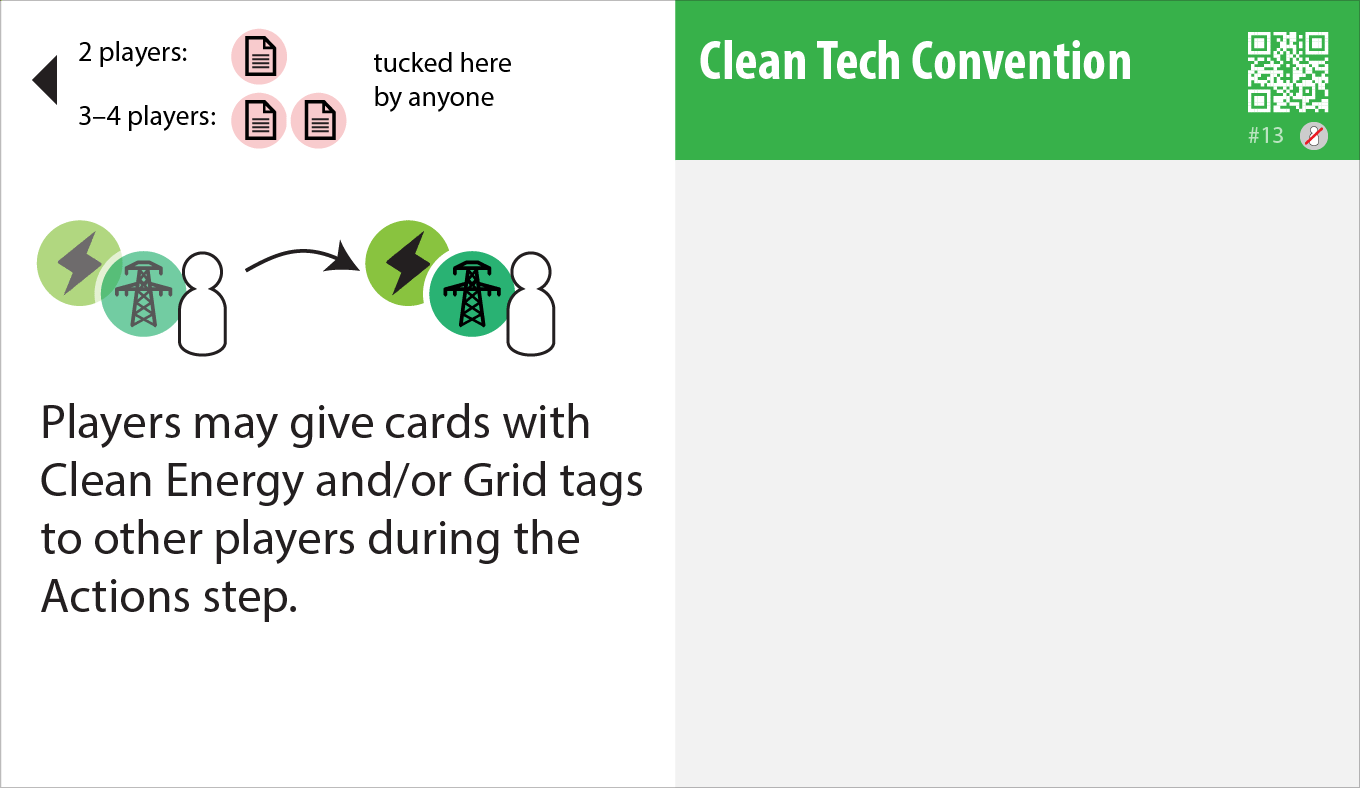 2 players:
3–4 players:
tucked here
by anyone
Players may give cards with
Clean Energy and/or Grid tags
to other players during the
Actions step.
Clean Tech Convention
#13